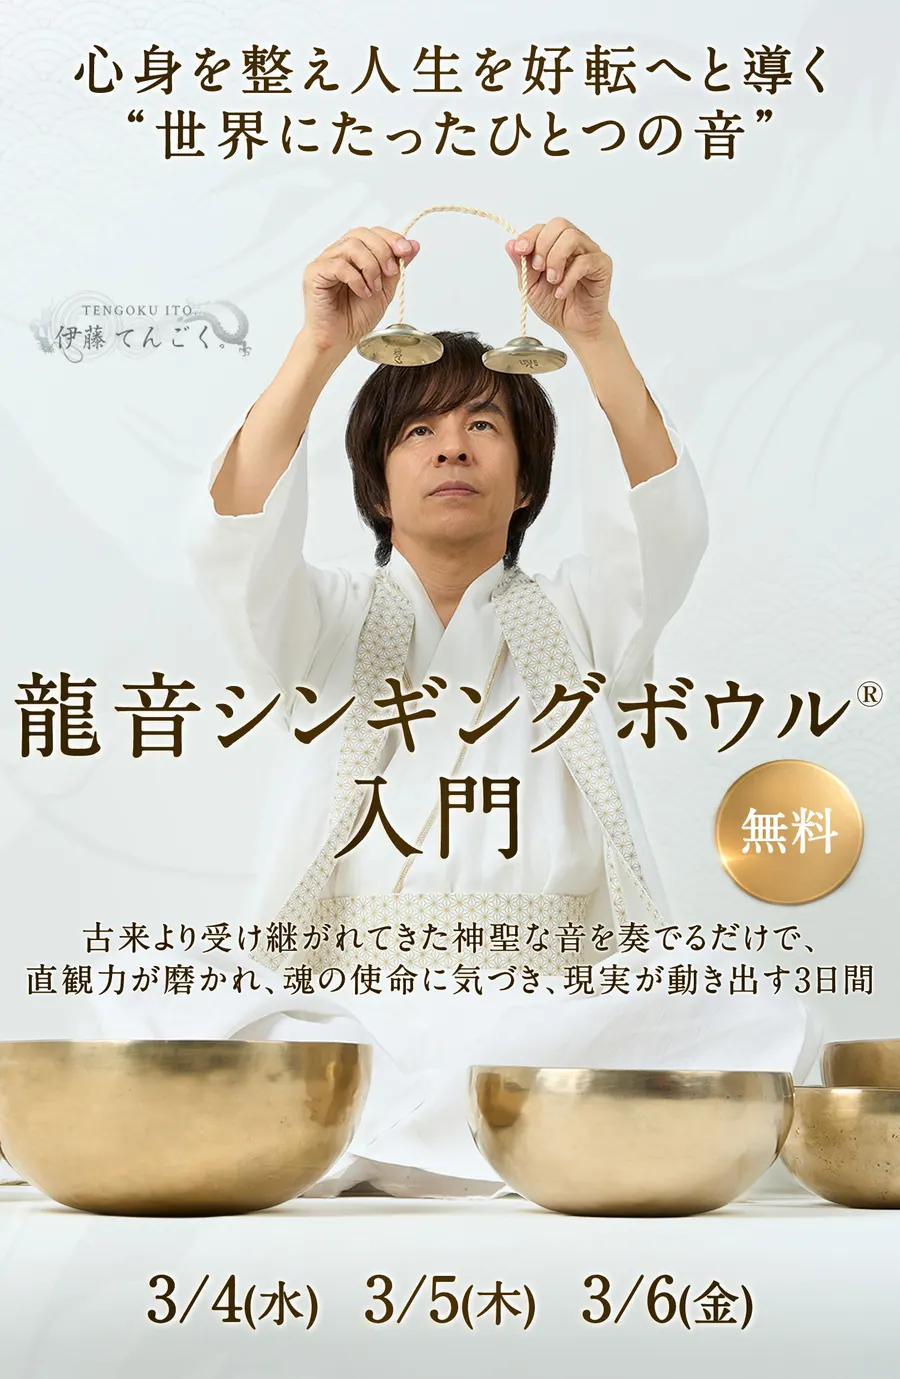 心身を整え人生を好転へと導く
“世界にたったひとつの音”
TENGOKU ITO
伊藤てんごく。
龍音シンギングボウル®
入門
無料
古来より受け継がれてきた神聖な音を奏でるだけで、
直観力が磨かれ、魂の使命に気づき、現実が動き出す3日間
3/4(水) 3/5(木) 3/6(金)